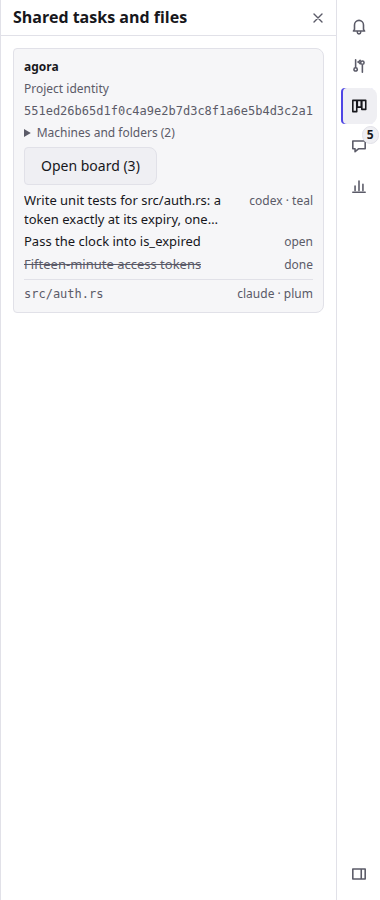 Shared tasks and files
agora
Project identity
551ed26b65d1f0c4a9e2b7d3c8f1a6e5b4d3c2a1
Machines and folders (2)
Open board (3)
Write unit tests for src/auth.rs: a codex · teal
token exactly at its expiry, one...
Pass the clock into is_expired open
Fifteen-minute access tokens done
src/auth.rs claude · plum
5